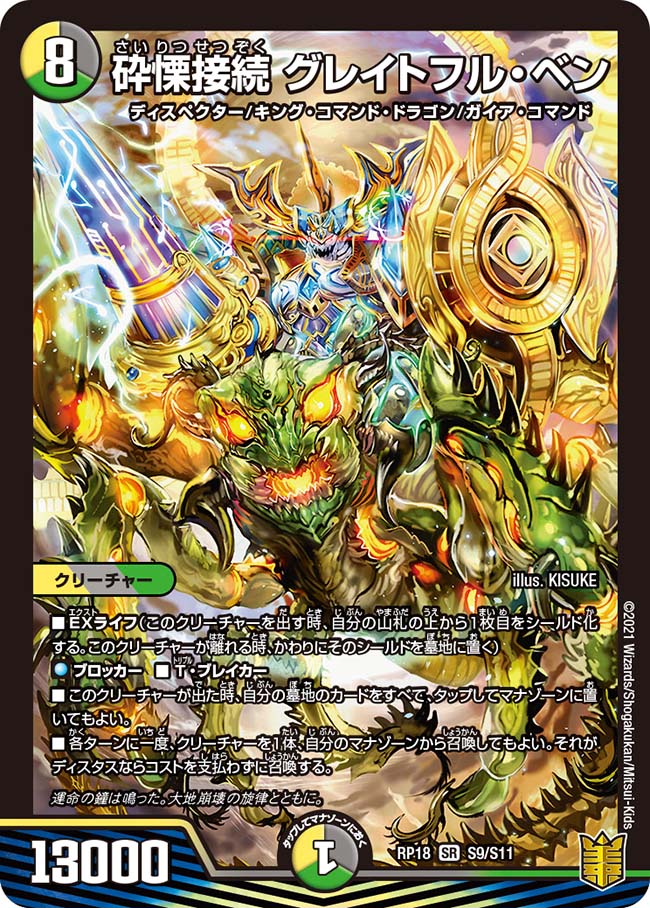 8
さいりつせつぞく
砕慄接続 グレイトフル・ベン
ディスペクター/キング・コマンド・ドラゴン/ガイア・コマンド
クリーチャー
illus. KISUKE
■EXライフ(このクリーチャーを出す時、自分の山札の上から1枚目をシールド化
する。このクリーチャーが離れる時、かわりにそのシールドを墓地に置く)
ブロッカー ■T・ブレイカー
■このクリーチャーが出た時、自分の墓地のカードをすべて、タップしてマナゾーンに置
いてもよい。
■各ターンに一度、クリーチャーを1体、自分のマナゾーンから召喚してもよい。それが
ディスタスならコストを支払わずに召喚する。
運命の鐘は鳴った。大地崩壊の旋律とともに。
©2021 Wizards/Shogakukan/Mitsui-Kids
タップしてマナゾーンにおく
13000
1
RP18 SR S9/S11